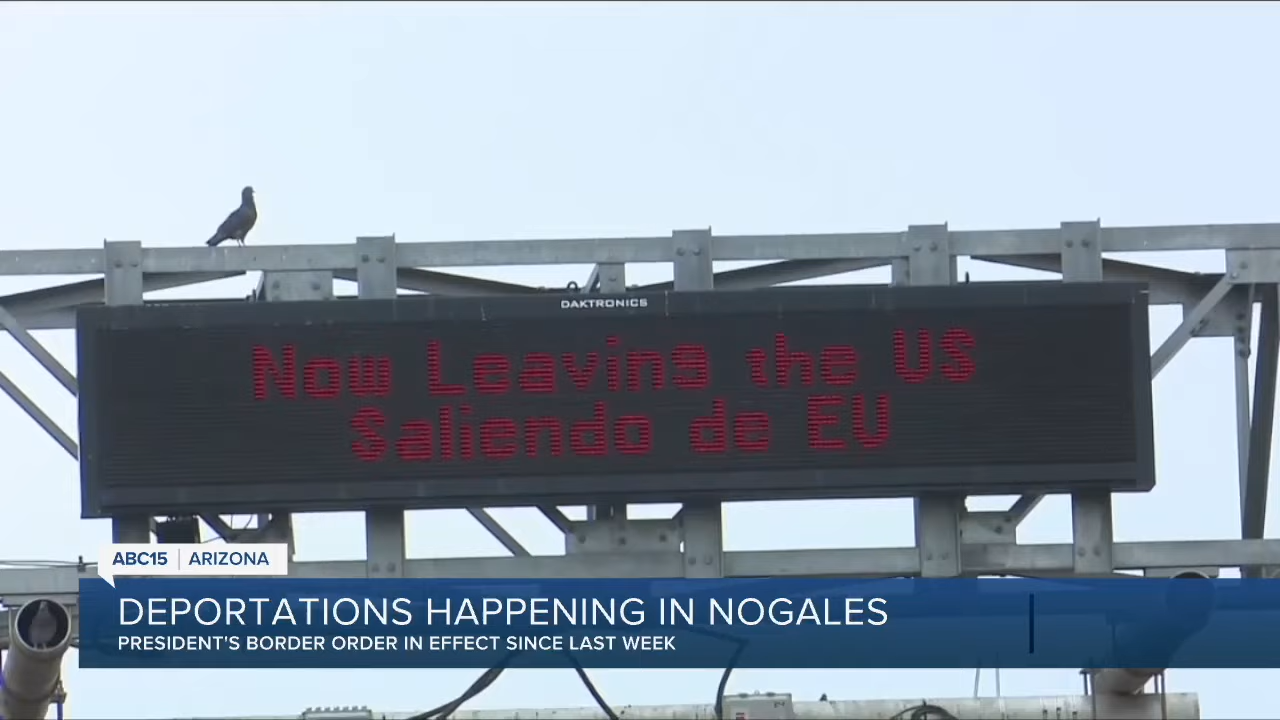 DAKTRONICS
Now Leaving the US
Saliendo de EU
ABC15 | ARIZONA
DEPORTATIONS HAPPENING IN NOGALES
PRESIDENT'S BORDER ORDER IN EFFECT SINCE LAST WEEK